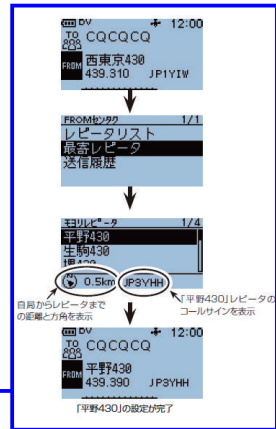 DV 12:00
TO CQCQCQ
FROM 西東京430
439.310 JP1YIW
FROMセンタク 1/1
レピータリスト
最寄レピータ
送信履歴
モヨリレピータ 1/4
平野430
生駒430
堺430
0.5km JP3YHH
自局からレピータまで
の距離と方角を表示
「平野430」レピータの
コールサインを表示
DV 12:00
TO CQCQCQ
FROM 平野430
439.390 JP3YHH
「平野430」の設定が完了